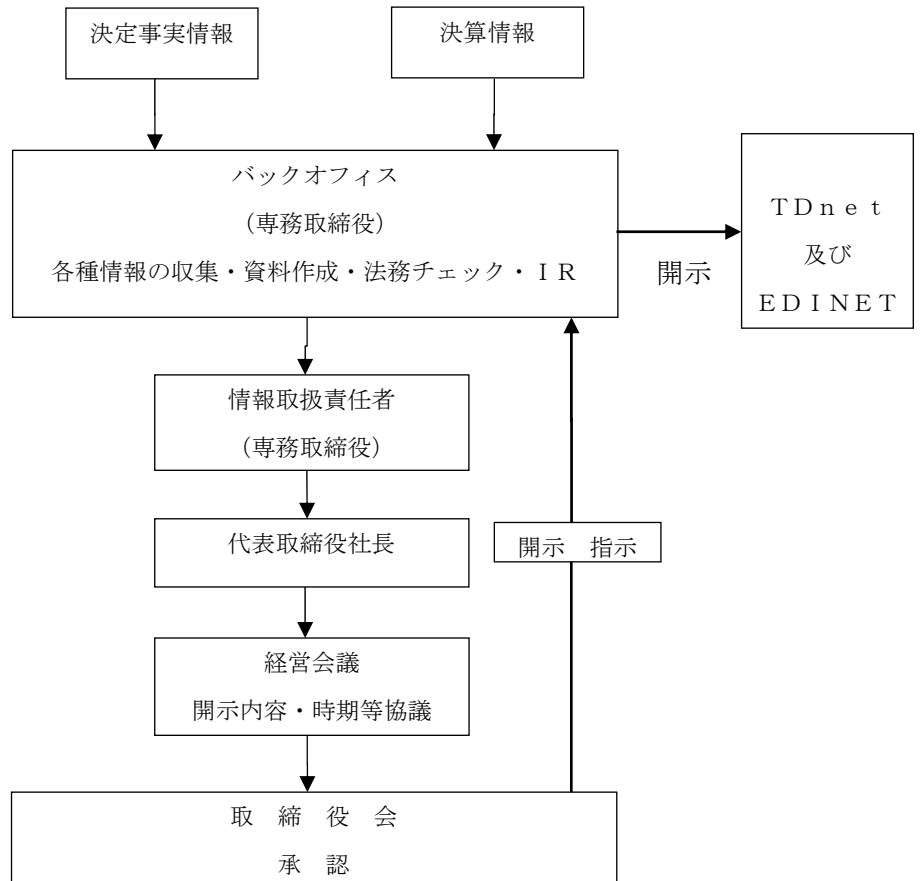 決定事実情報
決算情報
バックオフィス
(専務取締役)
各種情報の収集・資料作成・法務チェック・ＩＲ
ＴＤｎｅｔ
及び
ＥＤＩＮＥＴ
開示
情報取扱責任者
(専務取締役)
代表取締役社長
開示　指示
経営会議
開示内容・時期等協議
取　締　役　会
承　認